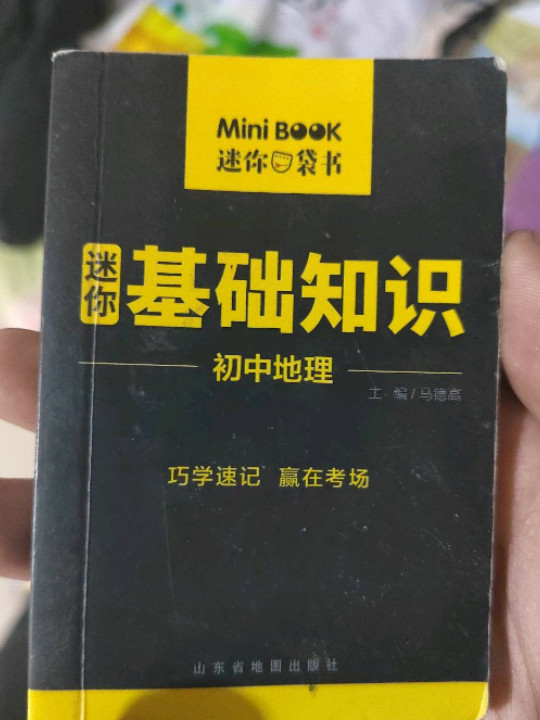 Mini BOOK
迷你口袋书
迷你
基础知识
初中地理
主 编/马德高
巧学速记 赢在考场
山东省地图出版社